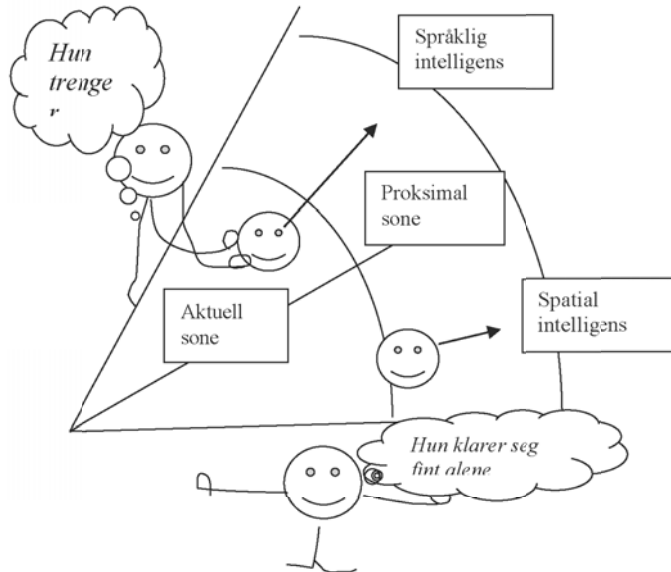 Hun
trenge
r
Språklig
intelligens
Proksimal
sone
Aktuell
sone
Spatial
intelligens
Hun klarer seg
fint alene